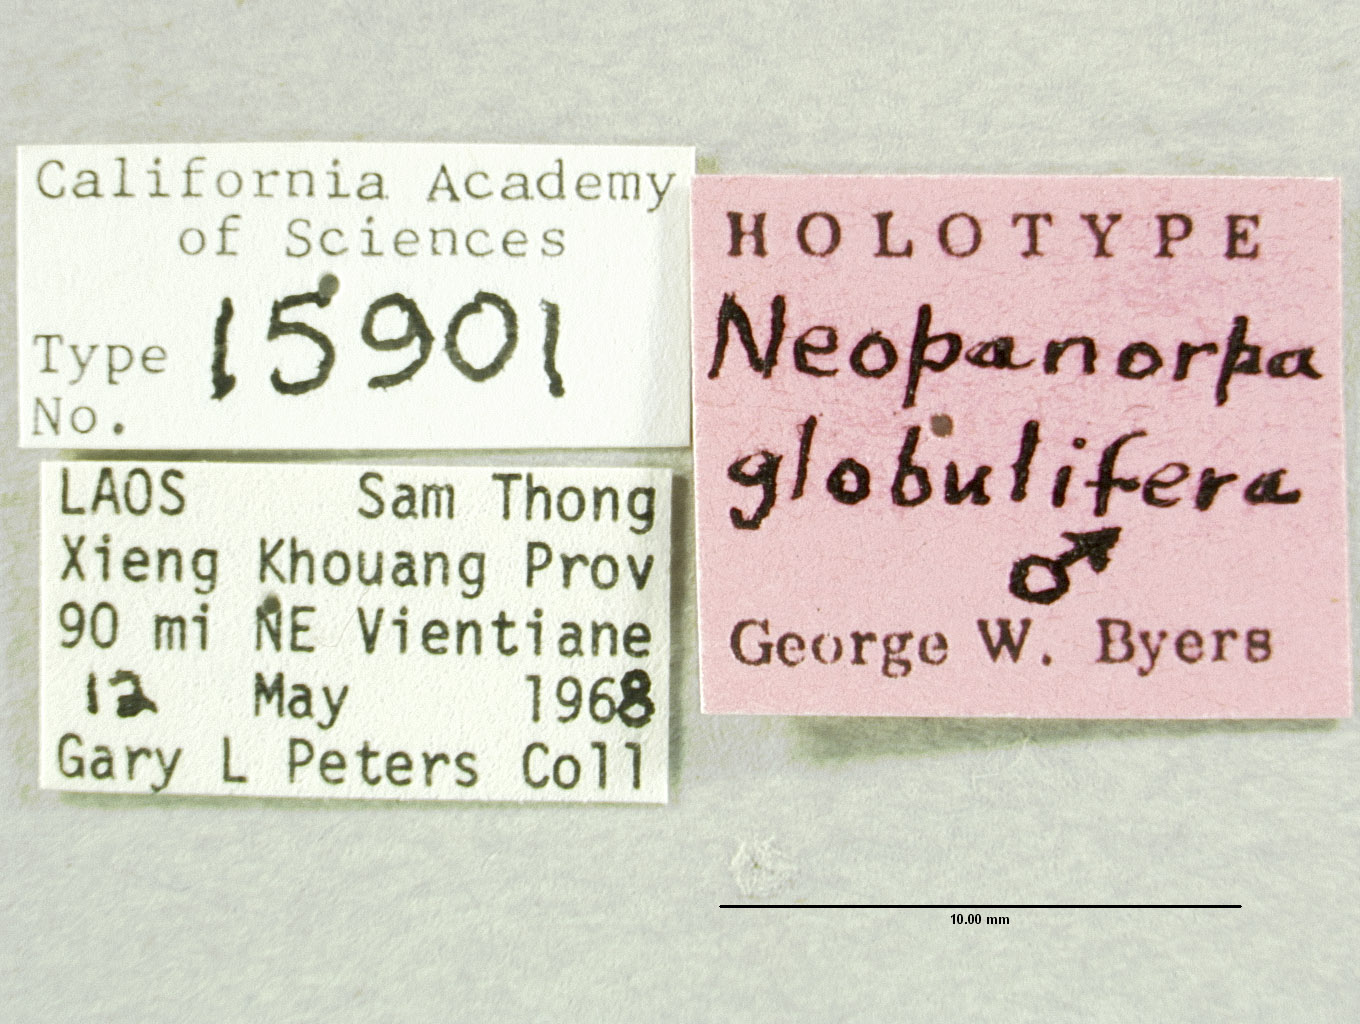 California Academy
of Sciences
Type
No. 15901
LAOS Sam Thong
Xieng Khouang Prov
90 mi NE Vientiane
12 May 1968
Gary L Peters Coll
HOLOTYPE
Neopanorpa
globulifera
♂
George W. Byers
10.00 mm